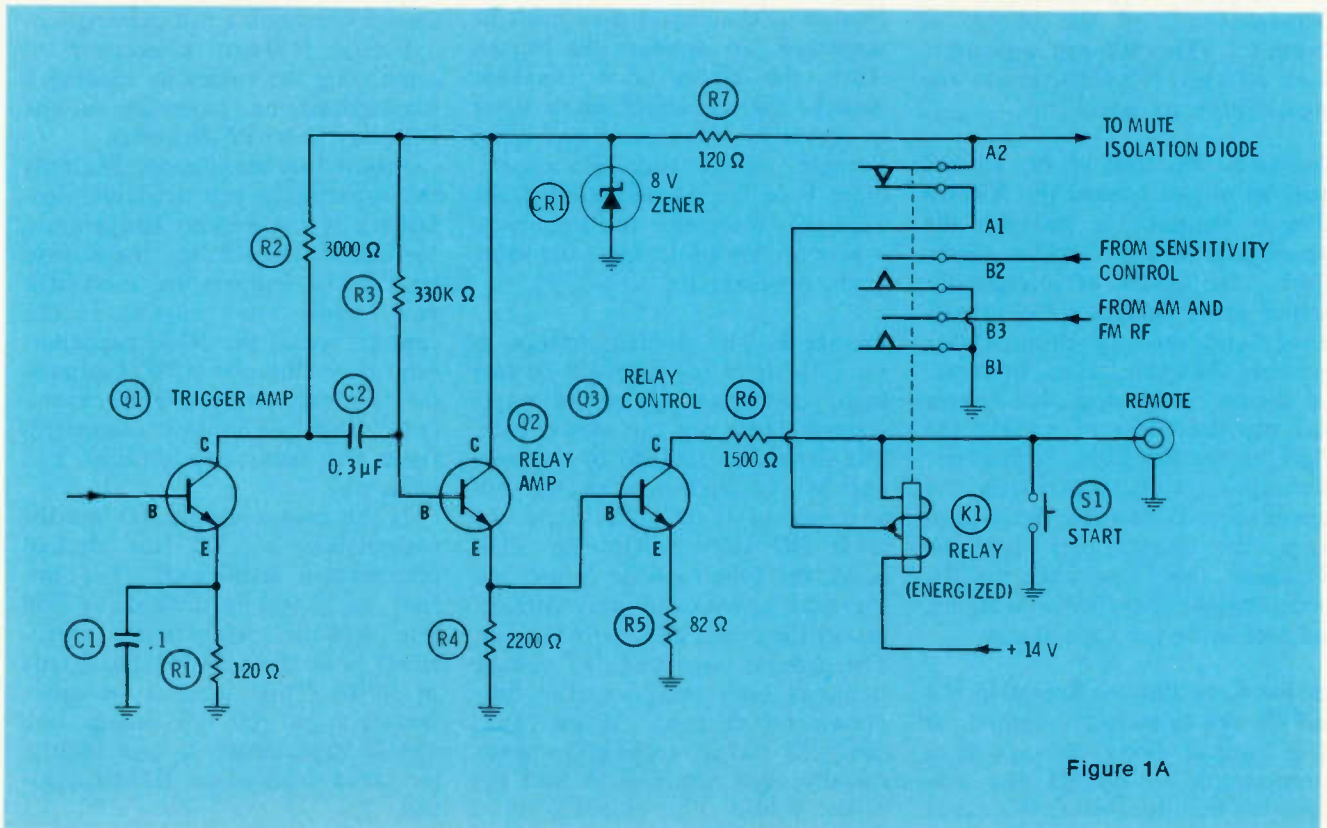 R7
120 Ω
TO MUTE
ISOLATION DIODE
A2
8 V
ZENER
CR1
A1
R2
3000 Ω
R3
330K Ω
FROM SENSITIVITY
CONTROL
B2
FROM AM AND
FM RF
B3
B1
Q1 TRIGGER AMP
C2
0.3 µF
Q2
RELAY
AMP
Q3
RELAY
CONTROL
R6
1500 Ω
REMOTE
C
B
E
C
B
E
C
B
E
K1
RELAY
(ENERGIZED)
S1
START
C1
.1
R1
120 Ω
R4
2200 Ω
R5
82 Ω
+ 14 V
Figure 1A